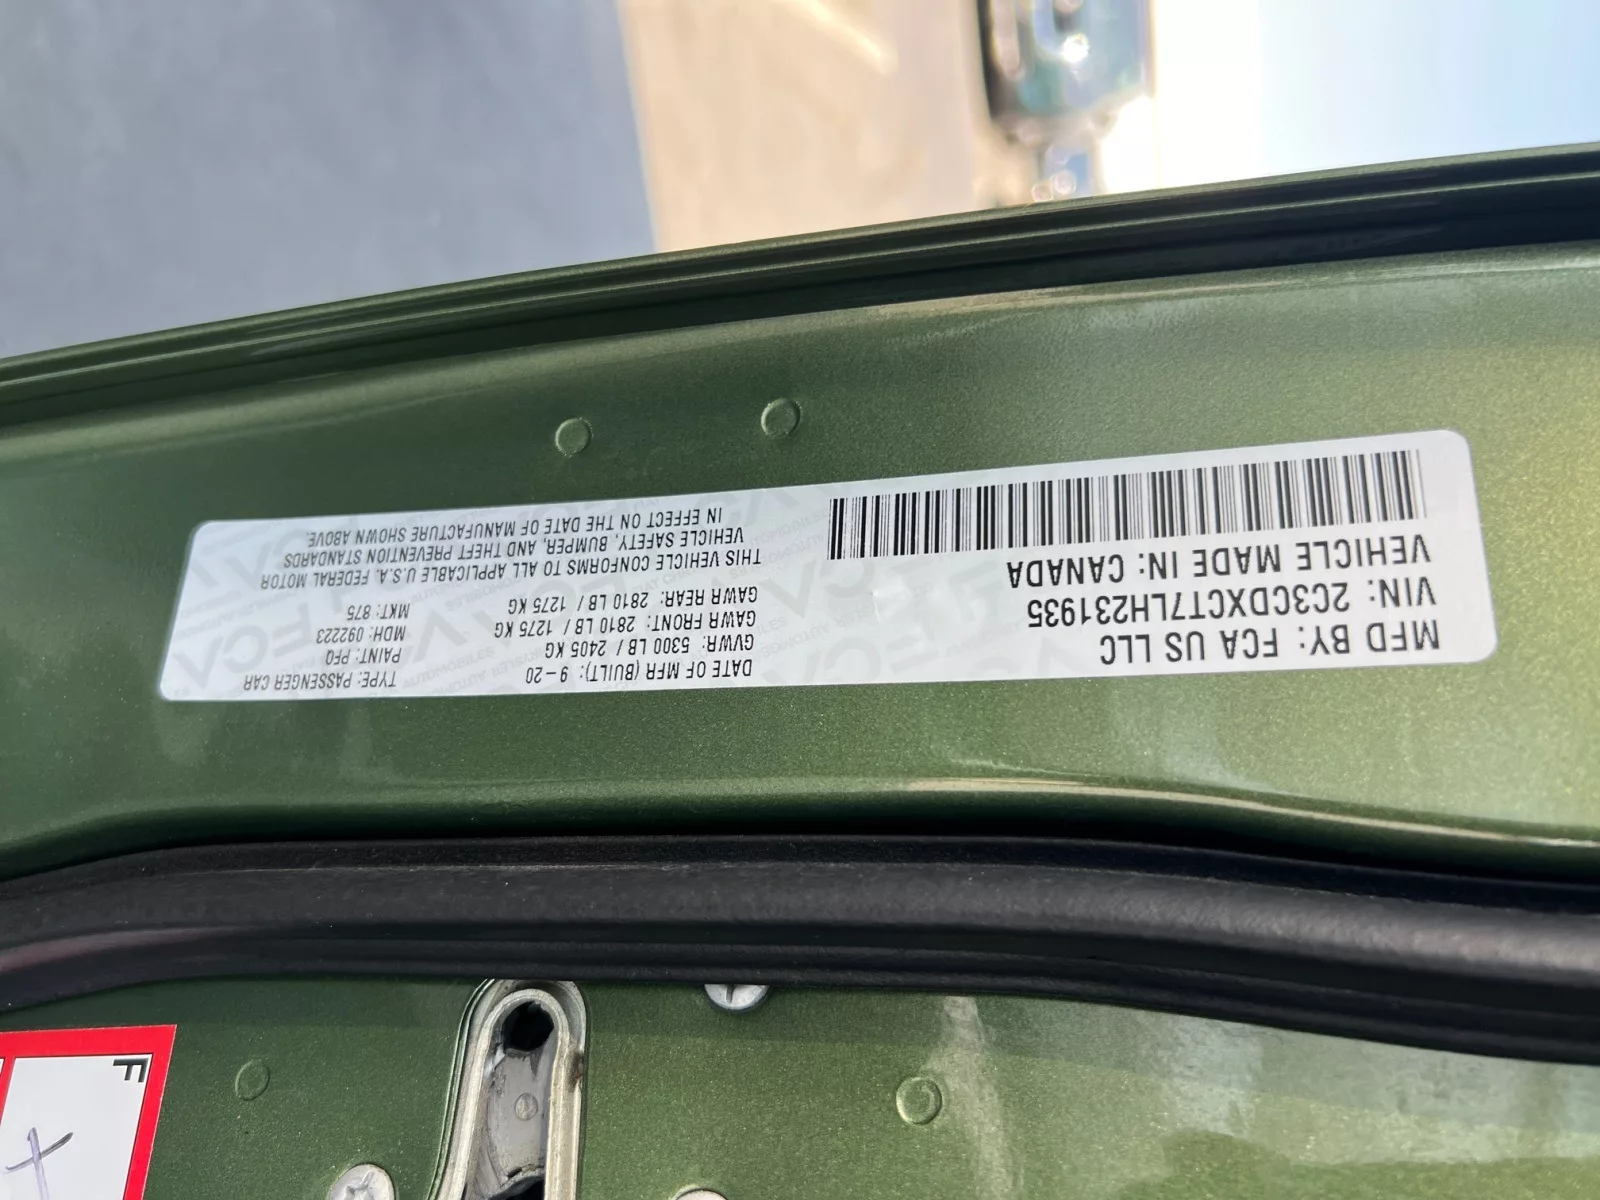 MFD BY: FCA US LLC
VIN: 2C3CDXCT7LH231935
VEHICLE MADE IN: CANADA
DATE OF MFR (BUILT): 9-20
GVWR: 5300 LB / 2405 KG
GAWR FRONT: 2810 LB / 1275 KG
GAWR REAR: 2810 LB / 1275 KG
TYPE: PASSENGER CAR
PAINT: PFQ
MDH: 092223
MKT: 875
THIS VEHICLE CONFORMS TO ALL APPLICABLE U.S.A. FEDERAL MOTOR
VEHICLE SAFETY, BUMPER, AND THEFT PREVENTION STANDARDS
IN EFFECT ON THE DATE OF MANUFACTURE SHOWN ABOVE.
F